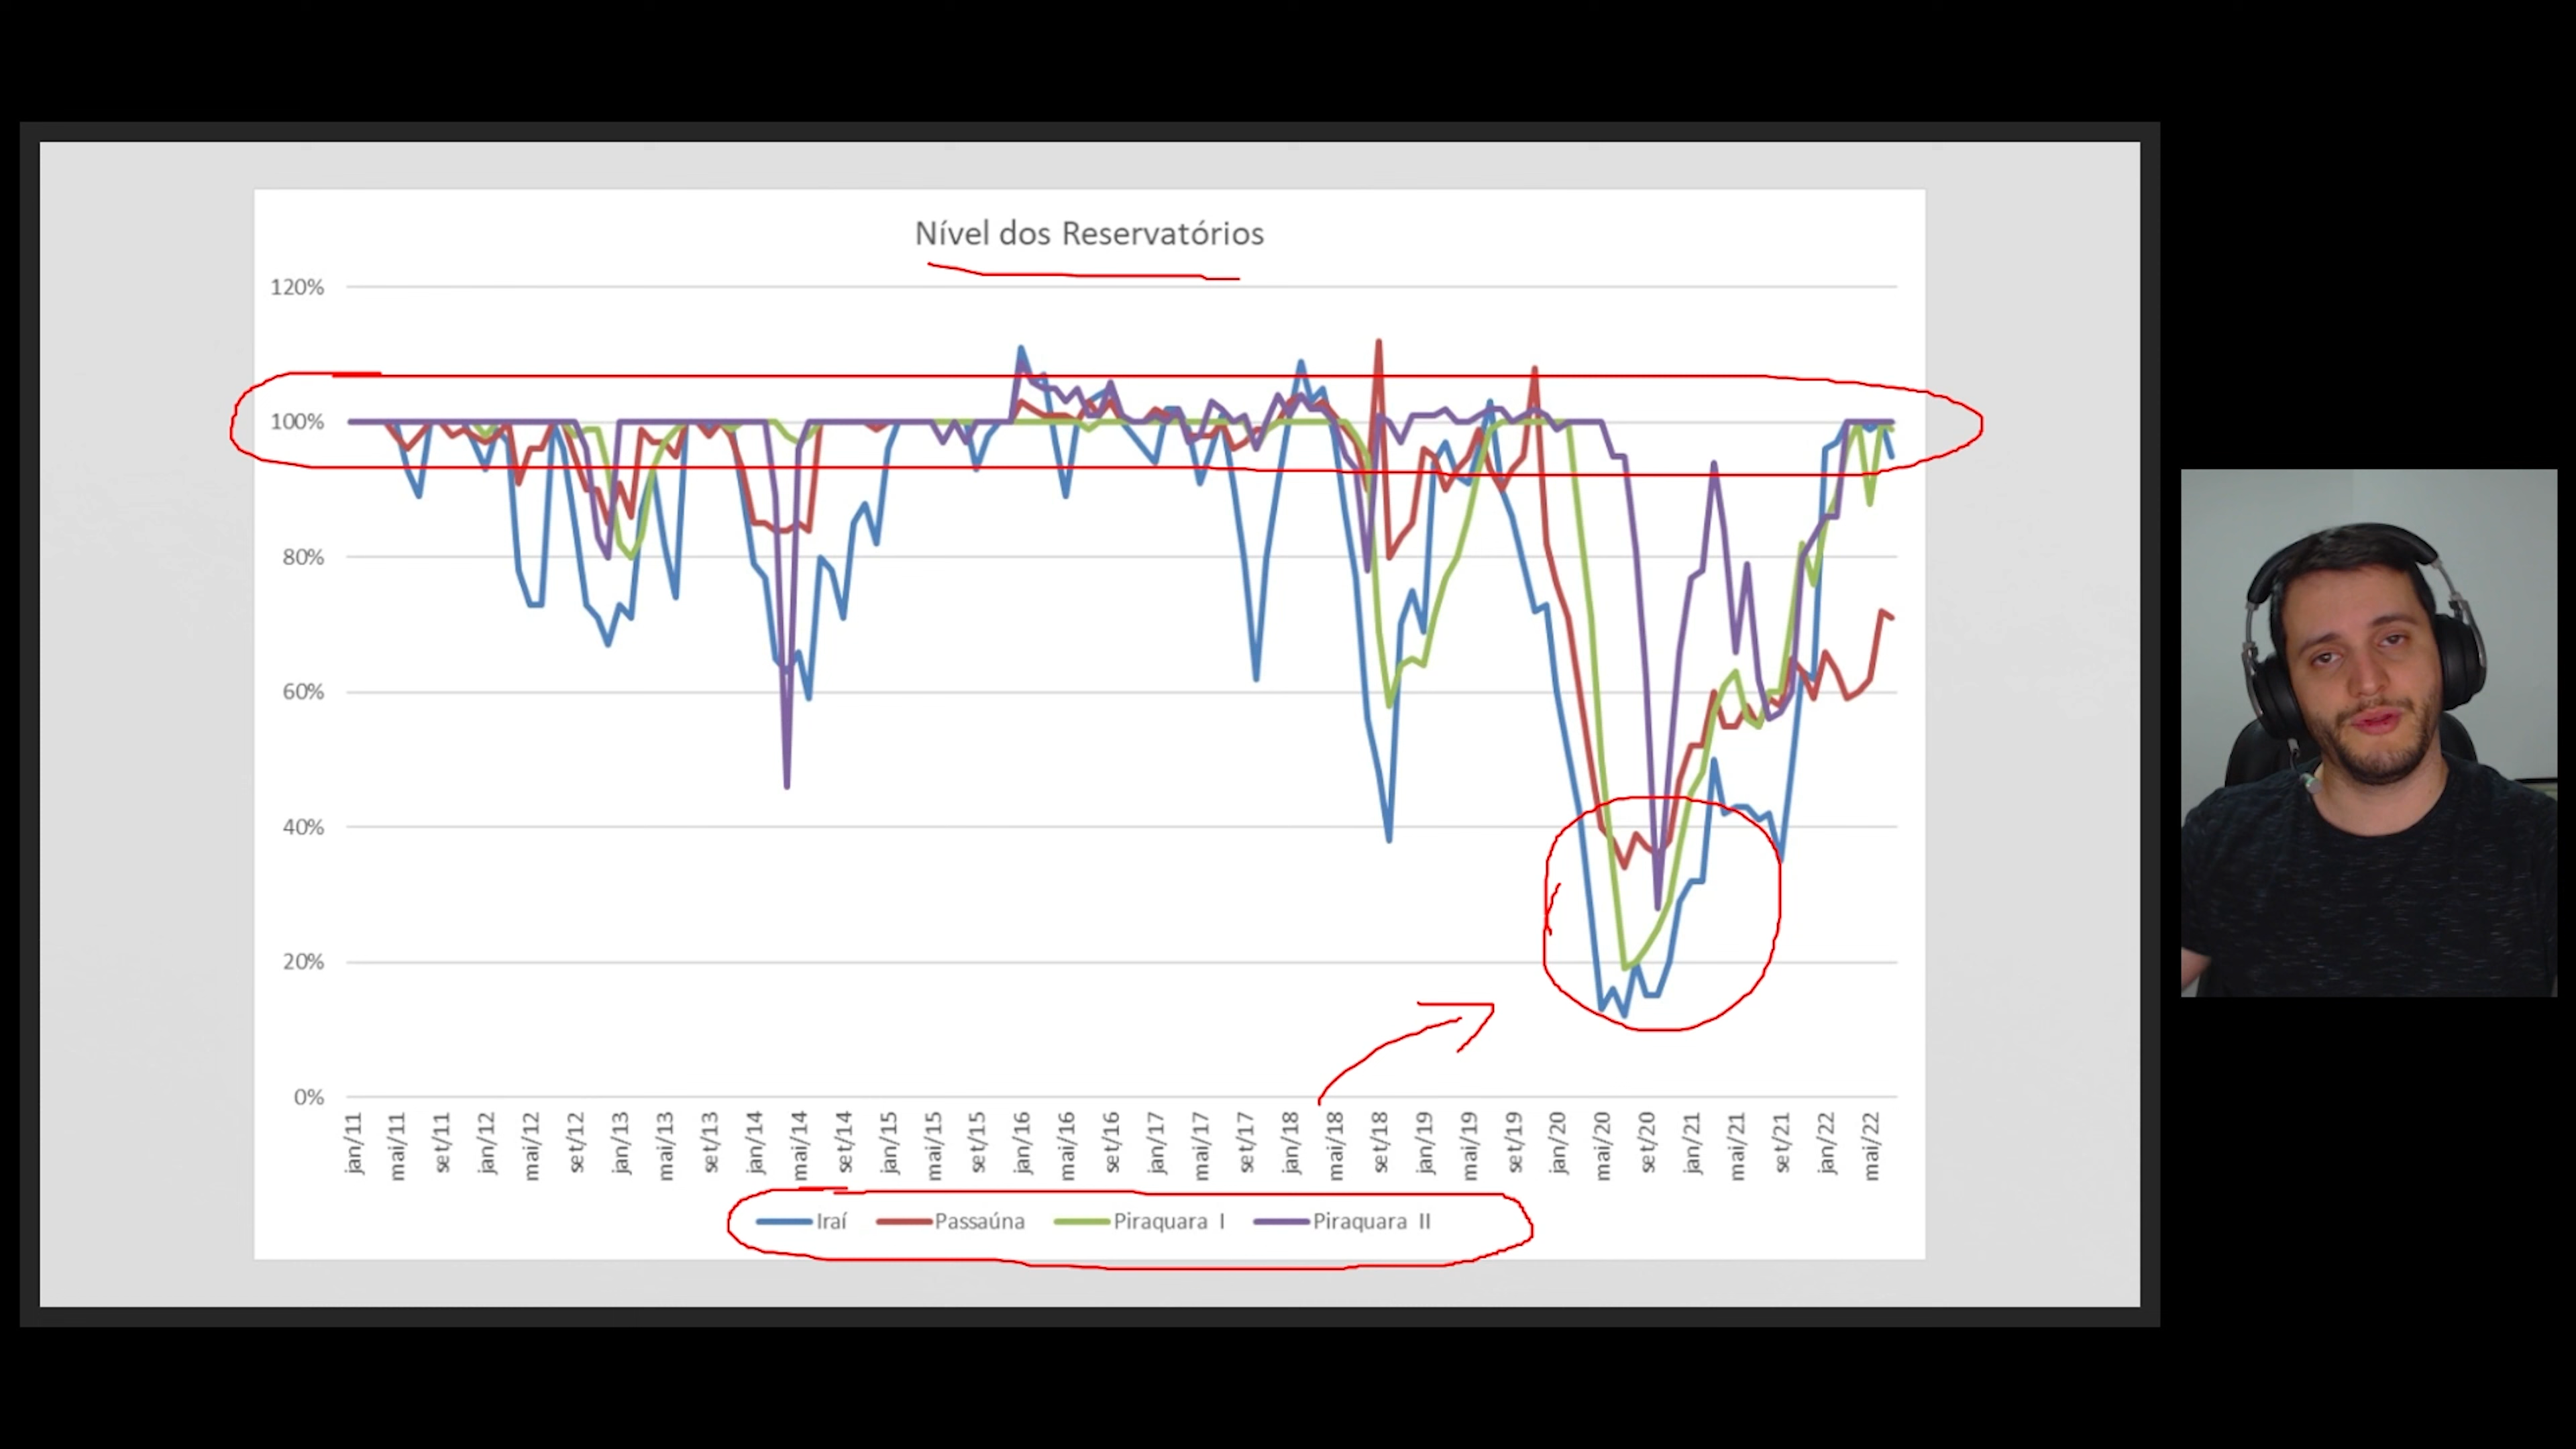 Nível dos Reservatórios
120%
100%
80%
60%
40%
20%
0%
jan/11 mai/11 set/11 jan/12 mai/12 set/12 jan/13 mai/13 set/13 jan/14 mai/14 set/14 jan/15 mai/15 set/15 jan/16 mai/16 set/16 jan/17 mai/17 set/17 jan/18 mai/18 set/18 jan/19 mai/19 set/19 jan/20 mai/20 set/20 jan/21 mai/21 set/21 jan/22 mai/22
Iraí Passaúna Piraquara I Piraquara II